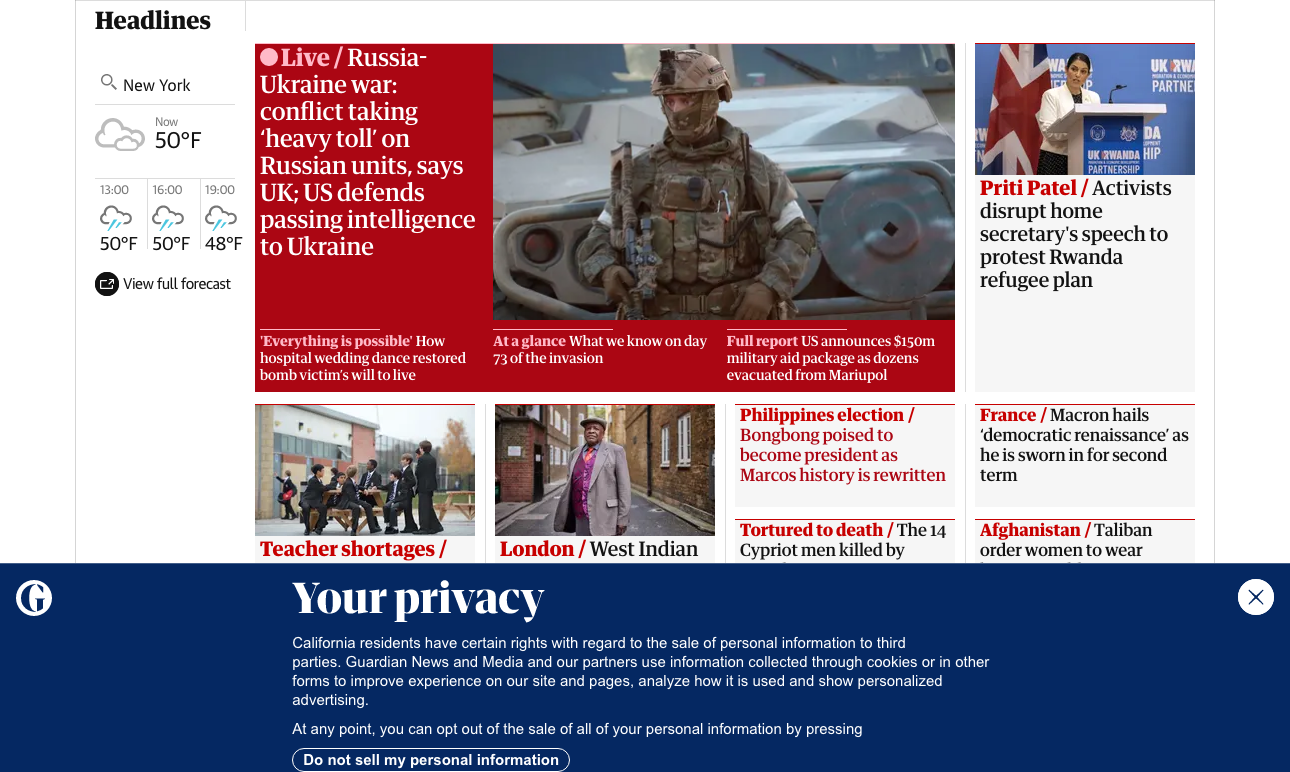 Headlines
New York
Now
50°F
13:00
16:00
19:00
50°F
50°F
48°F
View full forecast
Live / Russia-
Ukraine war:
conflict taking
‘heavy toll’ on
Russian units, says
UK; US defends
passing intelligence
to Ukraine
'Everything is possible' How
hospital wedding dance restored
bomb victim’s will to live
At a glance What we know on day
73 of the invasion
Full report US announces $150m
military aid package as dozens
evacuated from Mariupol
UK RWANDA
PARTNERSHIP
Priti Patel / Activists
disrupt home
secretary's speech to
protest Rwanda
refugee plan
Teacher shortages /
London / West Indian
Philippines election /
Bongbong poised to
become president as
Marcos history is rewritten
Tortured to death / The 14
Cypriot men killed by
France / Macron hails
‘democratic renaissance’ as
he is sworn in for second
term
Afghanistan / Taliban
order women to wear
Your privacy
California residents have certain rights with regard to the sale of personal information to third
parties. Guardian News and Media and our partners use information collected through cookies or in other
forms to improve experience on our site and pages, analyze how it is used and show personalized
advertising.
At any point, you can opt out of the sale of all of your personal information by pressing
Do not sell my personal information